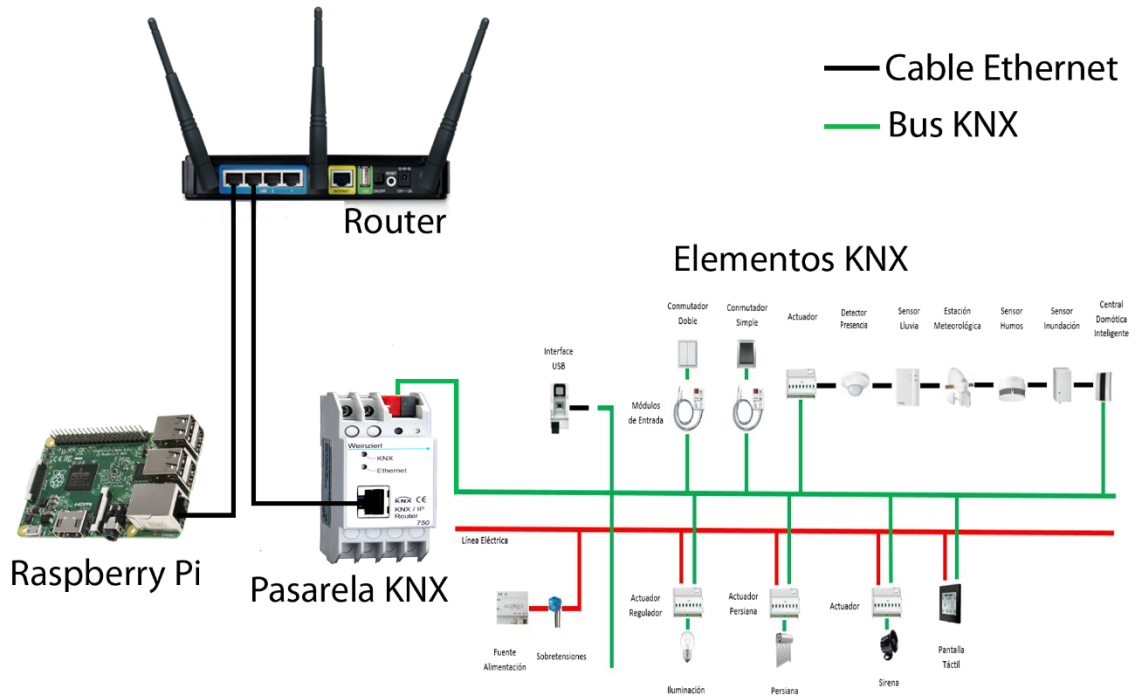 Cable Ethernet
Bus KNX
Router
Elementos KNX
Conmutador
Doble
Conmutador
Simple
Actuador
Detector
Presencia
Sensor
Lluvia
Estación
Meteorológica
Sensor
Humos
Sensor
Inundación
Central
Domótica
Inteligente
Interface
USB
Módulos
de Entrada
Weinzierl
KNX
Ethernet
KNX CE
KNX / IP
Router
750
HDMI
Raspberry Pi
Pasarela KNX
Línea Eléctrica
Fuente
Alimentación
Sobretensiones
Actuador
Regulador
Iluminación
Actuador
Persiana
Persiana
Actuador
Sirena
Pantalla
Táctil